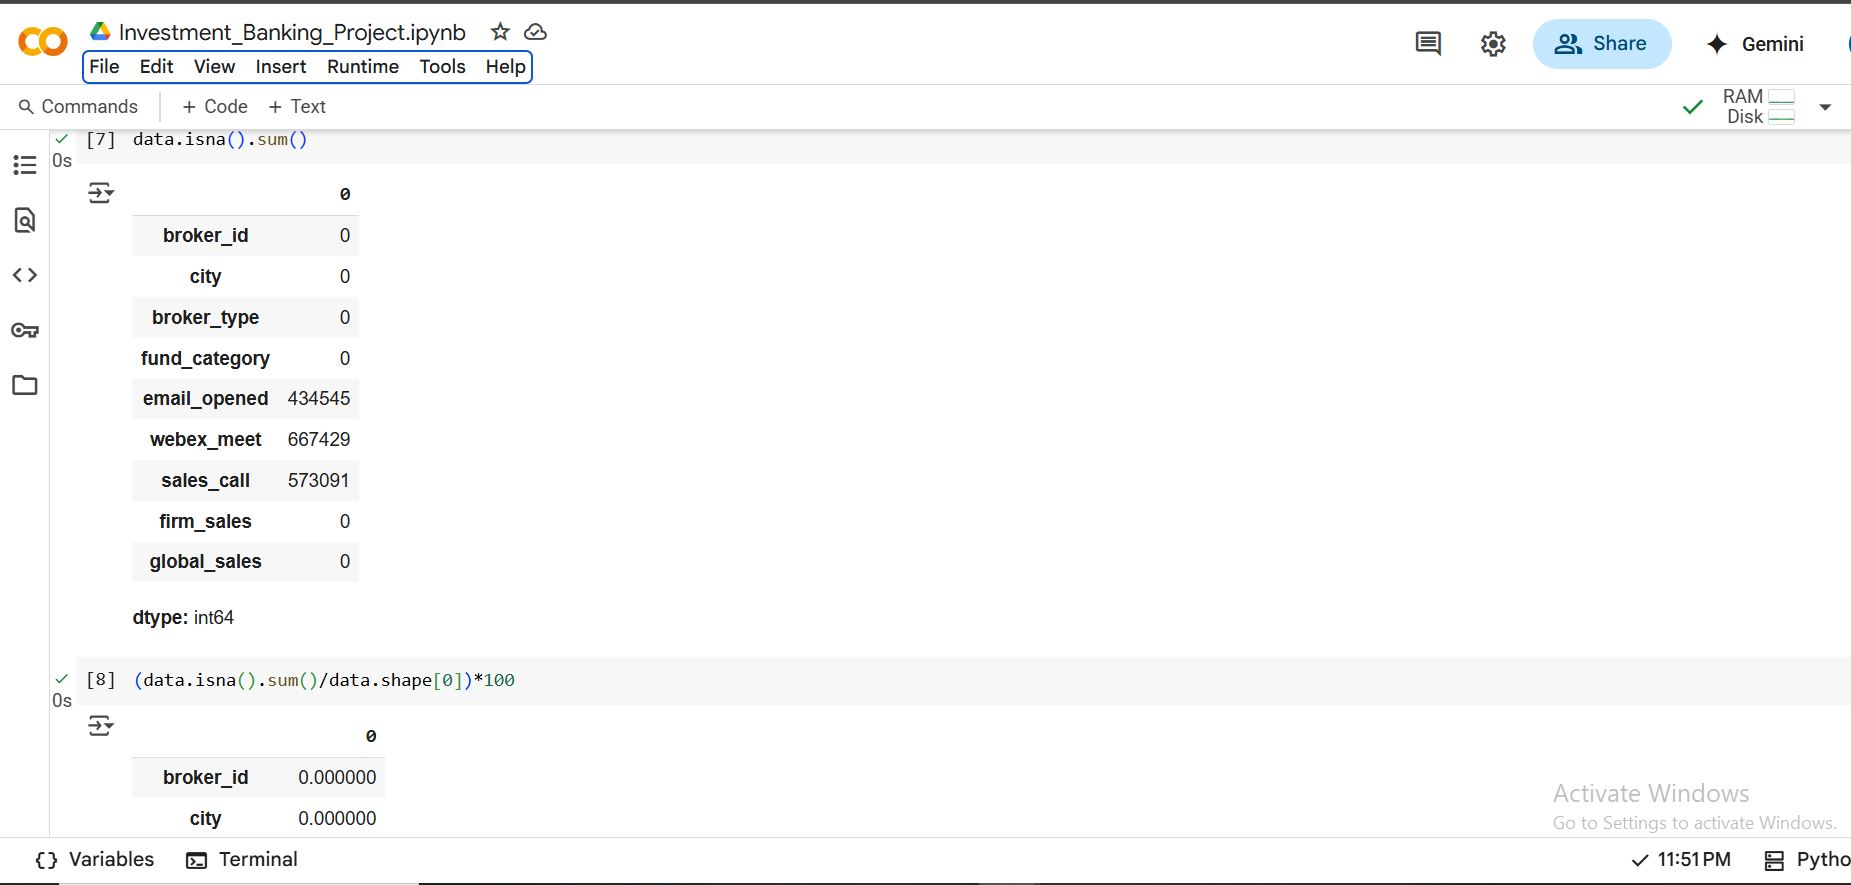 Investment_Banking_Project.ipynb
File Edit View Insert Runtime Tools Help
Share
Gemini
Commands + Code + Text
RAM
Disk
[7] data.isna().sum()
0s
0
broker_id 0
city 0
broker_type 0
fund_category 0
email_opened 434545
webex_meet 667429
sales_call 573091
firm_sales 0
global_sales 0
dtype: int64
[8] (data.isna().sum()/data.shape[0])*100
0s
0
broker_id 0.000000
city 0.000000
Activate Windows
Go to Settings to activate Windows.
{} Variables Terminal
11:51 PM Pytho